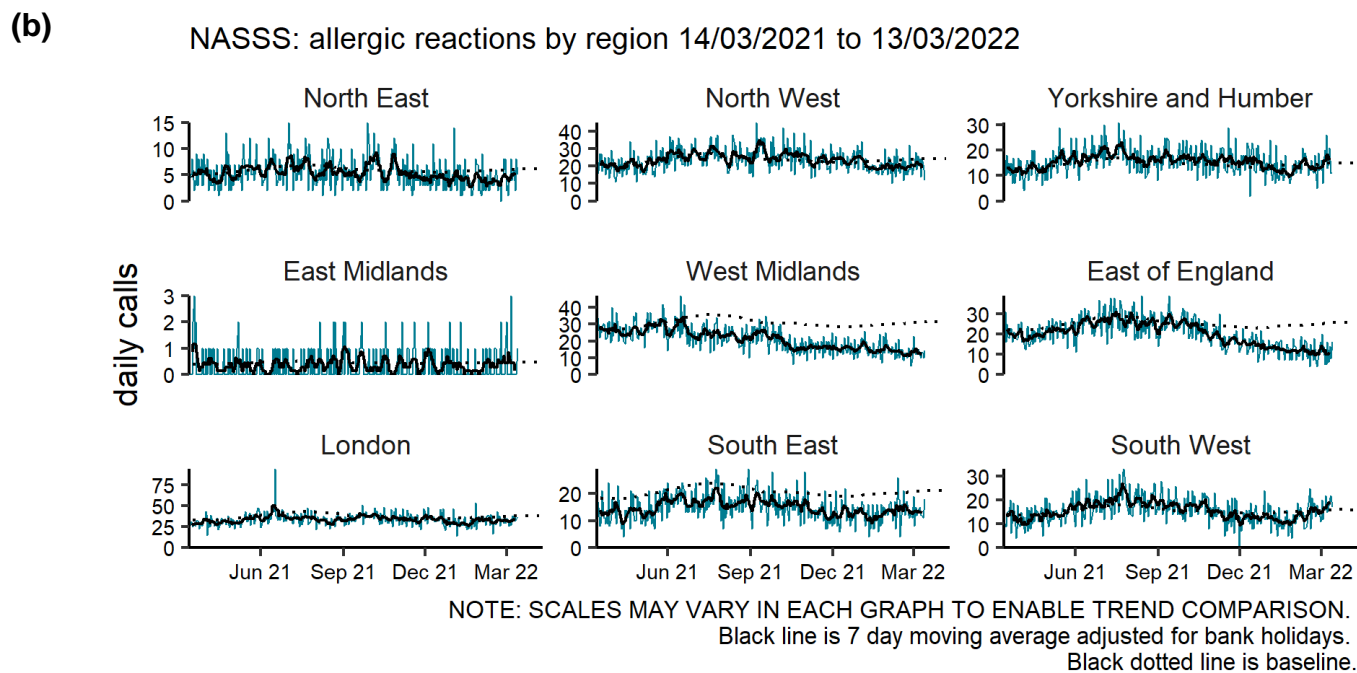 (b)
NASSS: allergic reactions by region 14/03/2021 to 13/03/2022
daily calls
North East
15
10
5
0
North West
40
30
20
10
0
Yorkshire and Humber
30
20
10
0
East Midlands
3
2
1
0
West Midlands
40
30
20
10
0
East of England
30
20
10
0
London
75
50
25
0
South East
20
10
0
South West
30
20
10
0
Jun 21 Sep 21 Dec 21 Mar 22 Jun 21 Sep 21 Dec 21 Mar 22 Jun 21 Sep 21 Dec 21 Mar 22
NOTE: SCALES MAY VARY IN EACH GRAPH TO ENABLE TREND COMPARISON.
Black line is 7 day moving average adjusted for bank holidays.
Black dotted line is baseline.